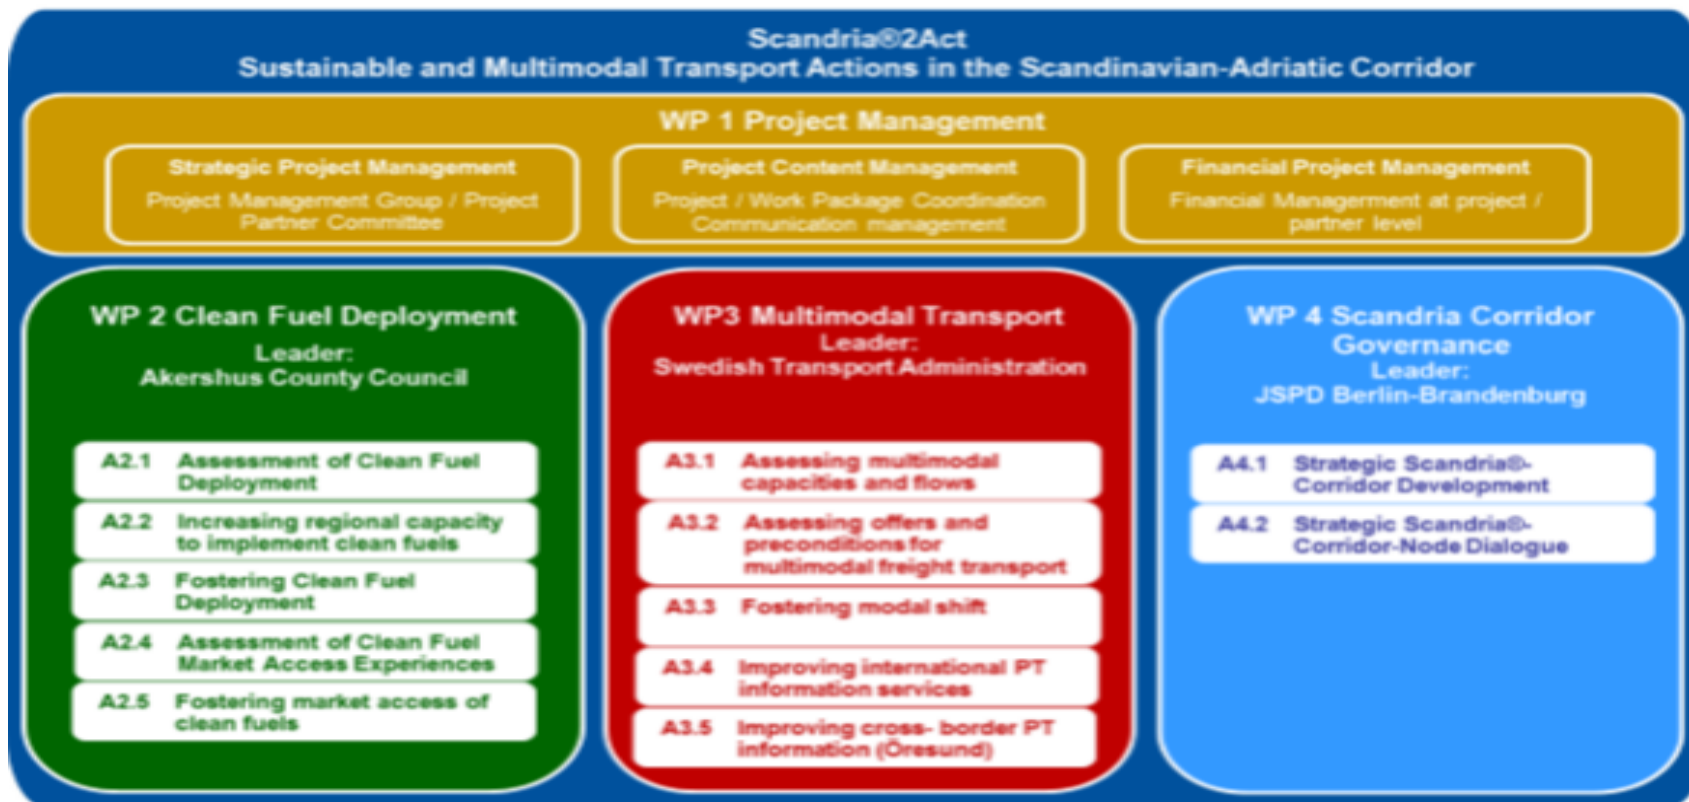 Scandria®2Act
Sustainable and Multimodal Transport Actions in the Scandinavian-Adriatic Corridor
WP 1 Project Management
Strategic Project Management
Project Management Group / Project
Partner Committee
Project Content Management
Project / Work Package Coordination
Communication management
Financial Project Management
Financial Managerment at project /
partner level
WP 2 Clean Fuel Deployment
Leader:
Akershus County Council
A2.1 Assessment of Clean Fuel
Deployment
A2.2 Increasing regional capacity
to implement clean fuels
A2.3 Fostering Clean Fuel
Deployment
A2.4 Assessment of Clean Fuel
Market Access Experiences
A2.5 Fostering market access of
clean fuels
WP3 Multimodal Transport
Leader:
Swedish Transport Administration
A3.1 Assessing multimodal
capacities and flows
A3.2 Assessing offers and
preconditions for
multimodal freight transport
A3.3 Fostering modal shift
A3.4 Improving international PT
information services
A3.5 Improving cross- border PT
information (Öresund)
WP 4 Scandria Corridor
Governance
Leader:
JSPD Berlin-Brandenburg
A4.1 Strategic Scandria®-
Corridor Development
A4.2 Strategic Scandria®-
Corridor-Node Dialogue